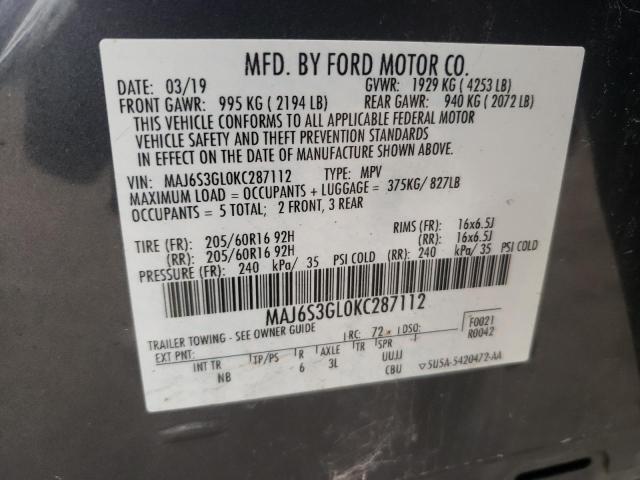 MFD. BY FORD MOTOR CO.
DATE: 03/19 GVWR: 1929 KG ( 4253 LB)
FRONT GAWR: 995 KG ( 2194 LB) REAR GAWR: 940 KG ( 2072 LB)
THIS VEHICLE CONFORMS TO ALL APPLICABLE FEDERAL MOTOR
VEHICLE SAFETY AND THEFT PREVENTION STANDARDS
IN EFFECT ON THE DATE OF MANUFACTURE SHOWN ABOVE.
VIN: MAJ6S3GL0KC287112 TYPE: MPV
MAXIMUM LOAD = OCCUPANTS + LUGGAGE = 375KG/ 827LB
OCCUPANTS = 5 TOTAL; 2 FRONT, 3 REAR
TIRE (FR): 205/60R16 92H RIMS (FR): 16x6.5J
(RR): 205/60R16 92H (RR): 16x6.5J
PRESSURE (FR): 240 kPa/ 35 PSI COLD (RR): 240 kPa/ 35 PSI COLD
MAJ6S3GL0KC287112
TRAILER TOWING - SEE OWNER GUIDE RC: 72 DSO: F0021
EXT PNT: R0042
INT TR TP/PS R AXLE TR SPR UUJJ
NB 6 3L CBU 5U5A-5420472-AA